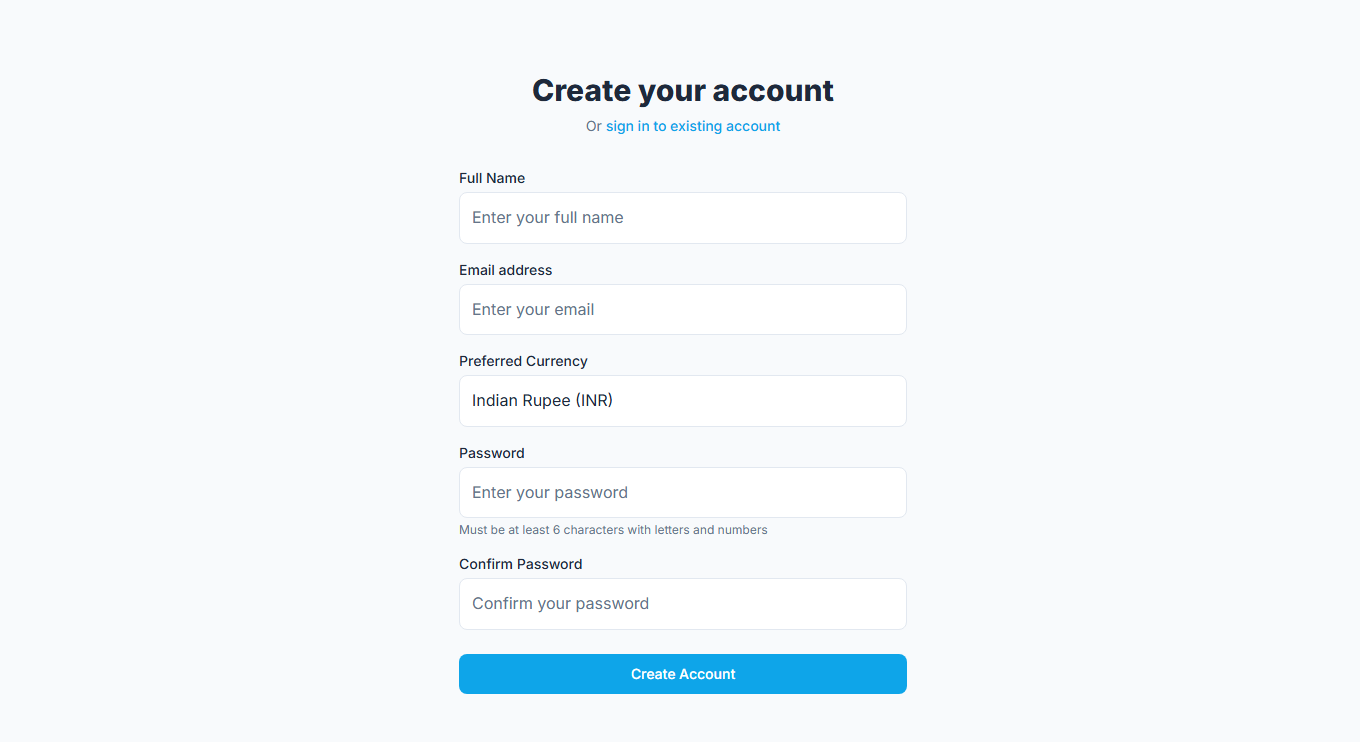 Create your account
Or sign in to existing account
Full Name
Enter your full name
Email address
Enter your email
Preferred Currency
Indian Rupee (INR)
Password
Enter your password
Must be at least 6 characters with letters and numbers
Confirm Password
Confirm your password
Create Account